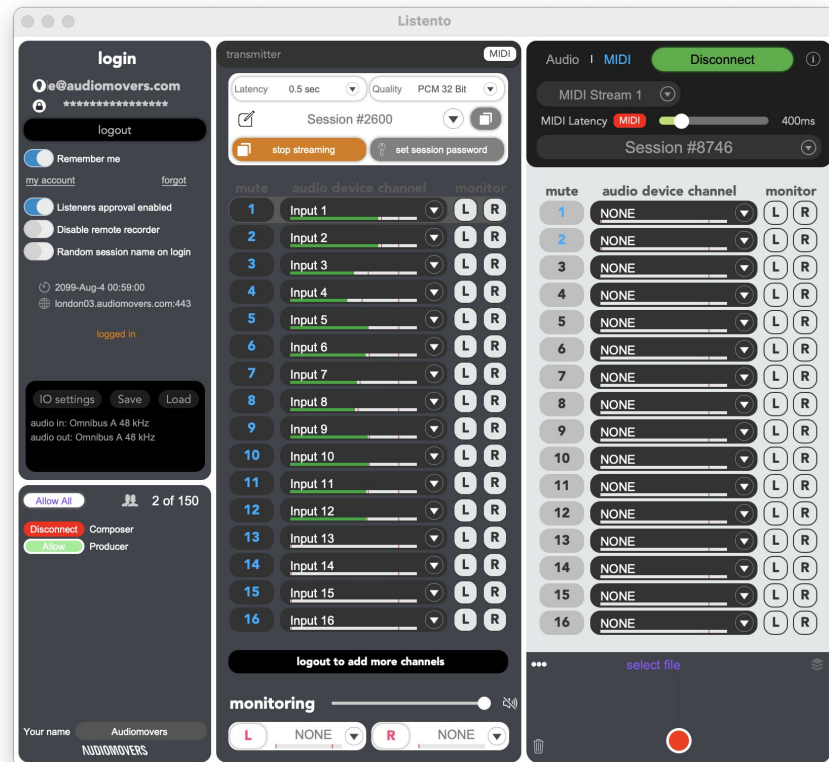 Listento
login
e@audiomovers.com
****************
logout
Remember me
my account forgot
Listeners approval enabled
Disable remote recorder
Random session name on login
2099-Aug-4 00:59:00
london03.audiomovers.com:443
logged in
IO settings Save Load
audio in: Omnibus A 48 kHz
audio out: Omnibus A 48 kHz
Allow All 2 of 150
Disconnect Composer
Allow Producer
Your name Audiomovers
AUDIOMOVERS
transmitter MIDI
Latency 0.5 sec Quality PCM 32 Bit
Session #2600
stop streaming set session password
mute audio device channel monitor
1 Input 1 L R
2 Input 2 L R
3 Input 3 L R
4 Input 4 L R
5 Input 5 L R
6 Input 6 L R
7 Input 7 L R
8 Input 8 L R
9 Input 9 L R
10 Input 10 L R
11 Input 11 L R
12 Input 12 L R
13 Input 13 L R
14 Input 14 L R
15 Input 15 L R
16 Input 16 L R
logout to add more channels
monitoring
L NONE R NONE
Audio I MIDI Disconnect i
MIDI Stream 1
MIDI Latency MIDI 400ms
Session #8746
mute audio device channel monitor
1 NONE L R
2 NONE L R
3 NONE L R
4 NONE L R
5 NONE L R
6 NONE L R
7 NONE L R
8 NONE L R
9 NONE L R
10 NONE L R
11 NONE L R
12 NONE L R
13 NONE L R
14 NONE L R
15 NONE L R
16 NONE L R
select file